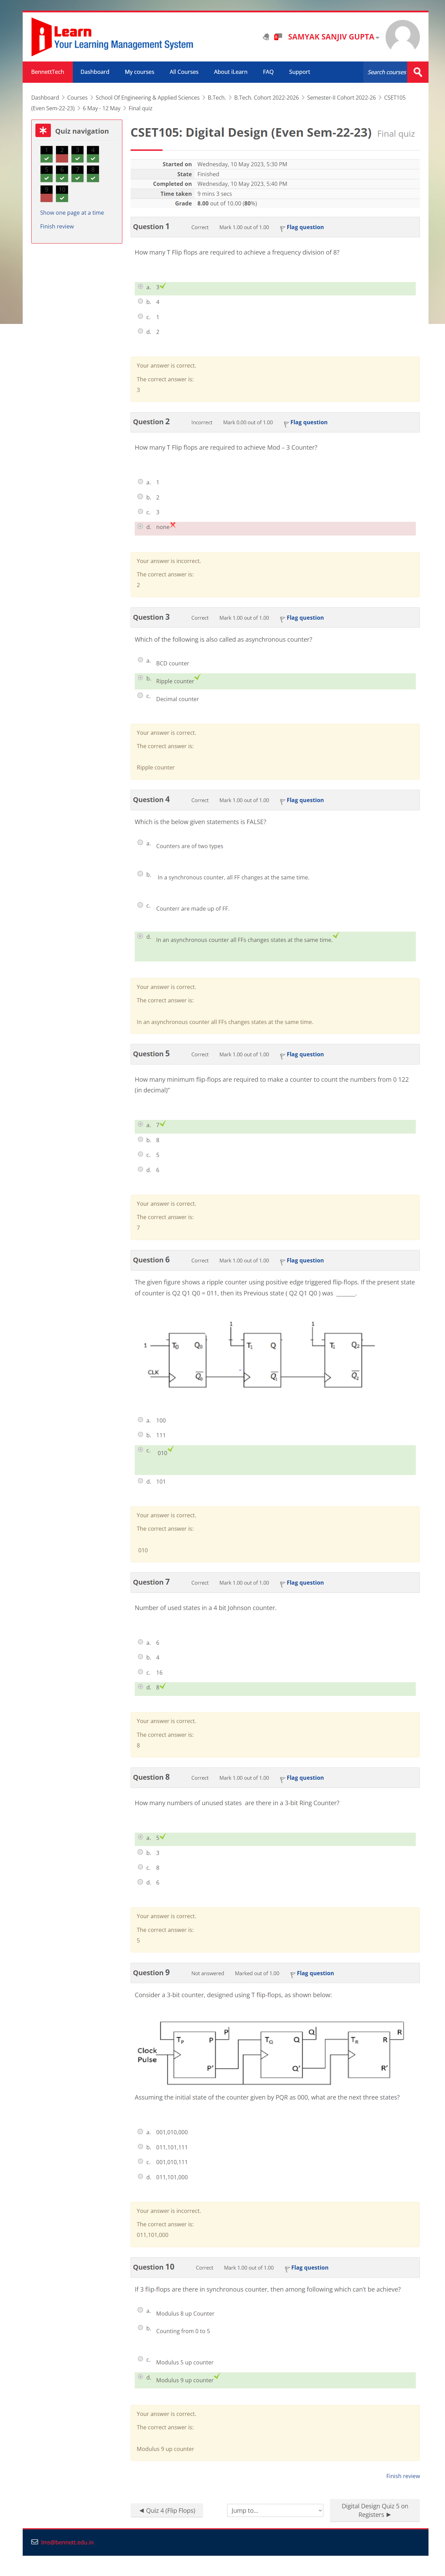 Learn
Your Learning Management System
SAMYAK SANJIV GUPTA
BennettTech Dashboard My courses All Courses About iLearn FAQ Support Search courses
Dashboard > Courses > School Of Engineering & Applied Sciences > B.Tech. > B.Tech. Cohort 2022-2026 > Semester-II Cohort 2022-26 > CSET105
(Even Sem-22-23) > 6 May - 12 May > Final quiz
Quiz navigation
1 2 3 4
5 6 7 8
9 10
Show one page at a time
Finish review
CSET105: Digital Design (Even Sem-22-23) Final quiz
Started on Wednesday, 10 May 2023, 5:30 PM
State Finished
Completed on Wednesday, 10 May 2023, 5:40 PM
Time taken 9 mins 3 secs
Grade 8.00 out of 10.00 (80%)
Question 1 Correct Mark 1.00 out of 1.00 Flag question
How many T Flip flops are required to achieve a frequency division of 8?
a. 3
b. 4
c. 1
d. 2
Your answer is correct.
The correct answer is:
3
Question 2 Incorrect Mark 0.00 out of 1.00 Flag question
How many T Flip flops are required to achieve Mod – 3 Counter?
a. 1
b. 2
c. 3
d. none
Your answer is incorrect.
The correct answer is:
2
Question 3 Correct Mark 1.00 out of 1.00 Flag question
Which of the following is also called as asynchronous counter?
a. BCD counter
b. Ripple counter
c. Decimal counter
Your answer is correct.
The correct answer is:
Ripple counter
Question 4 Correct Mark 1.00 out of 1.00 Flag question
Which is the below given statements is FALSE?
a. Counters are of two types
b. In a synchronous counter, all FF changes at the same time.
c. Counterr are made up of FF.
d. In an asynchronous counter all FFs changes states at the same time.
Your answer is correct.
The correct answer is:
In an asynchronous counter all FFs changes states at the same time.
Question 5 Correct Mark 1.00 out of 1.00 Flag question
How many minimum flip-flops are required to make a counter to count the numbers from 0 122
(in decimal)”
a. 7
b. 8
c. 5
d. 6
Your answer is correct.
The correct answer is:
7
Question 6 Correct Mark 1.00 out of 1.00 Flag question
The given figure shows a ripple counter using positive edge triggered flip-flops. If the present state
of counter is Q2 Q1 Q0 = 011, then its Previous state ( Q2 Q1 Q0 ) was _______.
1 1 1
T0 Q0 T1 Q T1 Q2
CLK Q0 Q1 Q2
a. 100
b. 111
c. 010
d. 101
Your answer is correct.
The correct answer is:
010
Question 7 Correct Mark 1.00 out of 1.00 Flag question
Number of used states in a 4 bit Johnson counter.
a. 6
b. 4
c. 16
d. 8
Your answer is correct.
The correct answer is:
8
Question 8 Correct Mark 1.00 out of 1.00 Flag question
How many numbers of unused states are there in a 3-bit Ring Counter?
a. 5
b. 3
c. 8
d. 6
Your answer is correct.
The correct answer is:
5
Question 9 Not answered Marked out of 1.00 Flag question
Consider a 3-bit counter, designed using T flip-flops, as shown below:
TP P P TQ Q Q TR R R
Clock
Pulse P' Q' R'
Assuming the initial state of the counter given by PQR as 000, what are the next three states?
a. 001,010,000
b. 011,101,111
c. 001,010,111
d. 011,101,000
Your answer is incorrect.
The correct answer is:
011,101,000
Question 10 Correct Mark 1.00 out of 1.00 Flag question
If 3 flip-flops are there in synchronous counter, then among following which can't be achieve?
a. Modulus 8 up Counter
b. Counting from 0 to 5
c. Modulus 5 up counter
d. Modulus 9 up counter
Your answer is correct.
The correct answer is:
Modulus 9 up counter
Finish review
◄ Quiz 4 (Flip Flops) Jump to... Digital Design Quiz 5 on
Registers ►
lms@bennett.edu.in